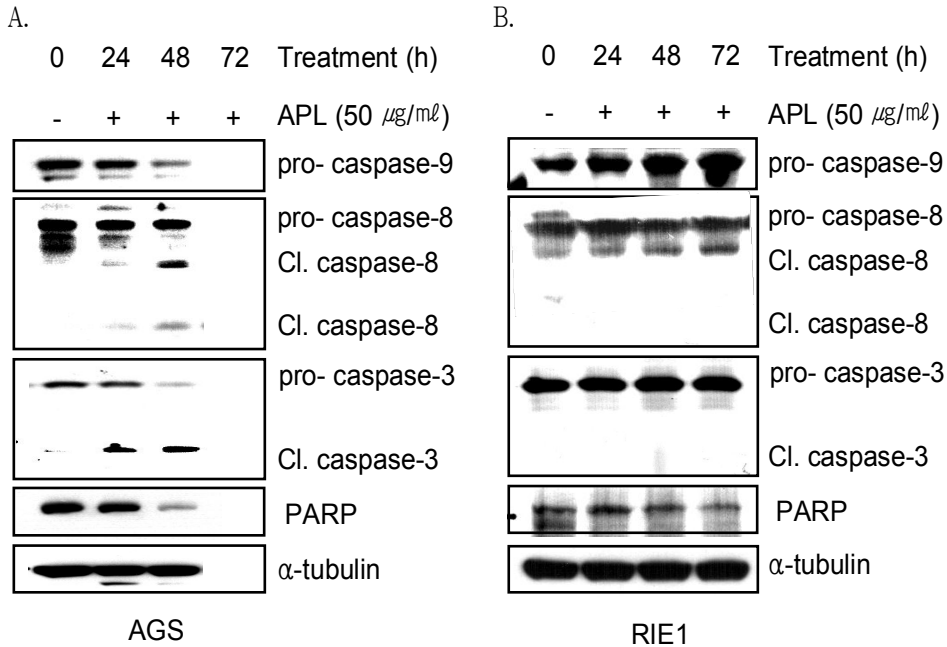 A.
0 24 48 72 Treatment (h)
- + + + APL (50 ㎍/㎖)
pro- caspase-9
pro- caspase-8
Cl. caspase-8
Cl. caspase-8
pro- caspase-3
Cl. caspase-3
PARP
α-tubulin
AGS
B.
0 24 48 72 Treatment (h)
- + + + APL (50 ㎍/㎖)
pro- caspase-9
pro- caspase-8
Cl. caspase-8
Cl. caspase-8
pro- caspase-3
Cl. caspase-3
PARP
α-tubulin
RIE1